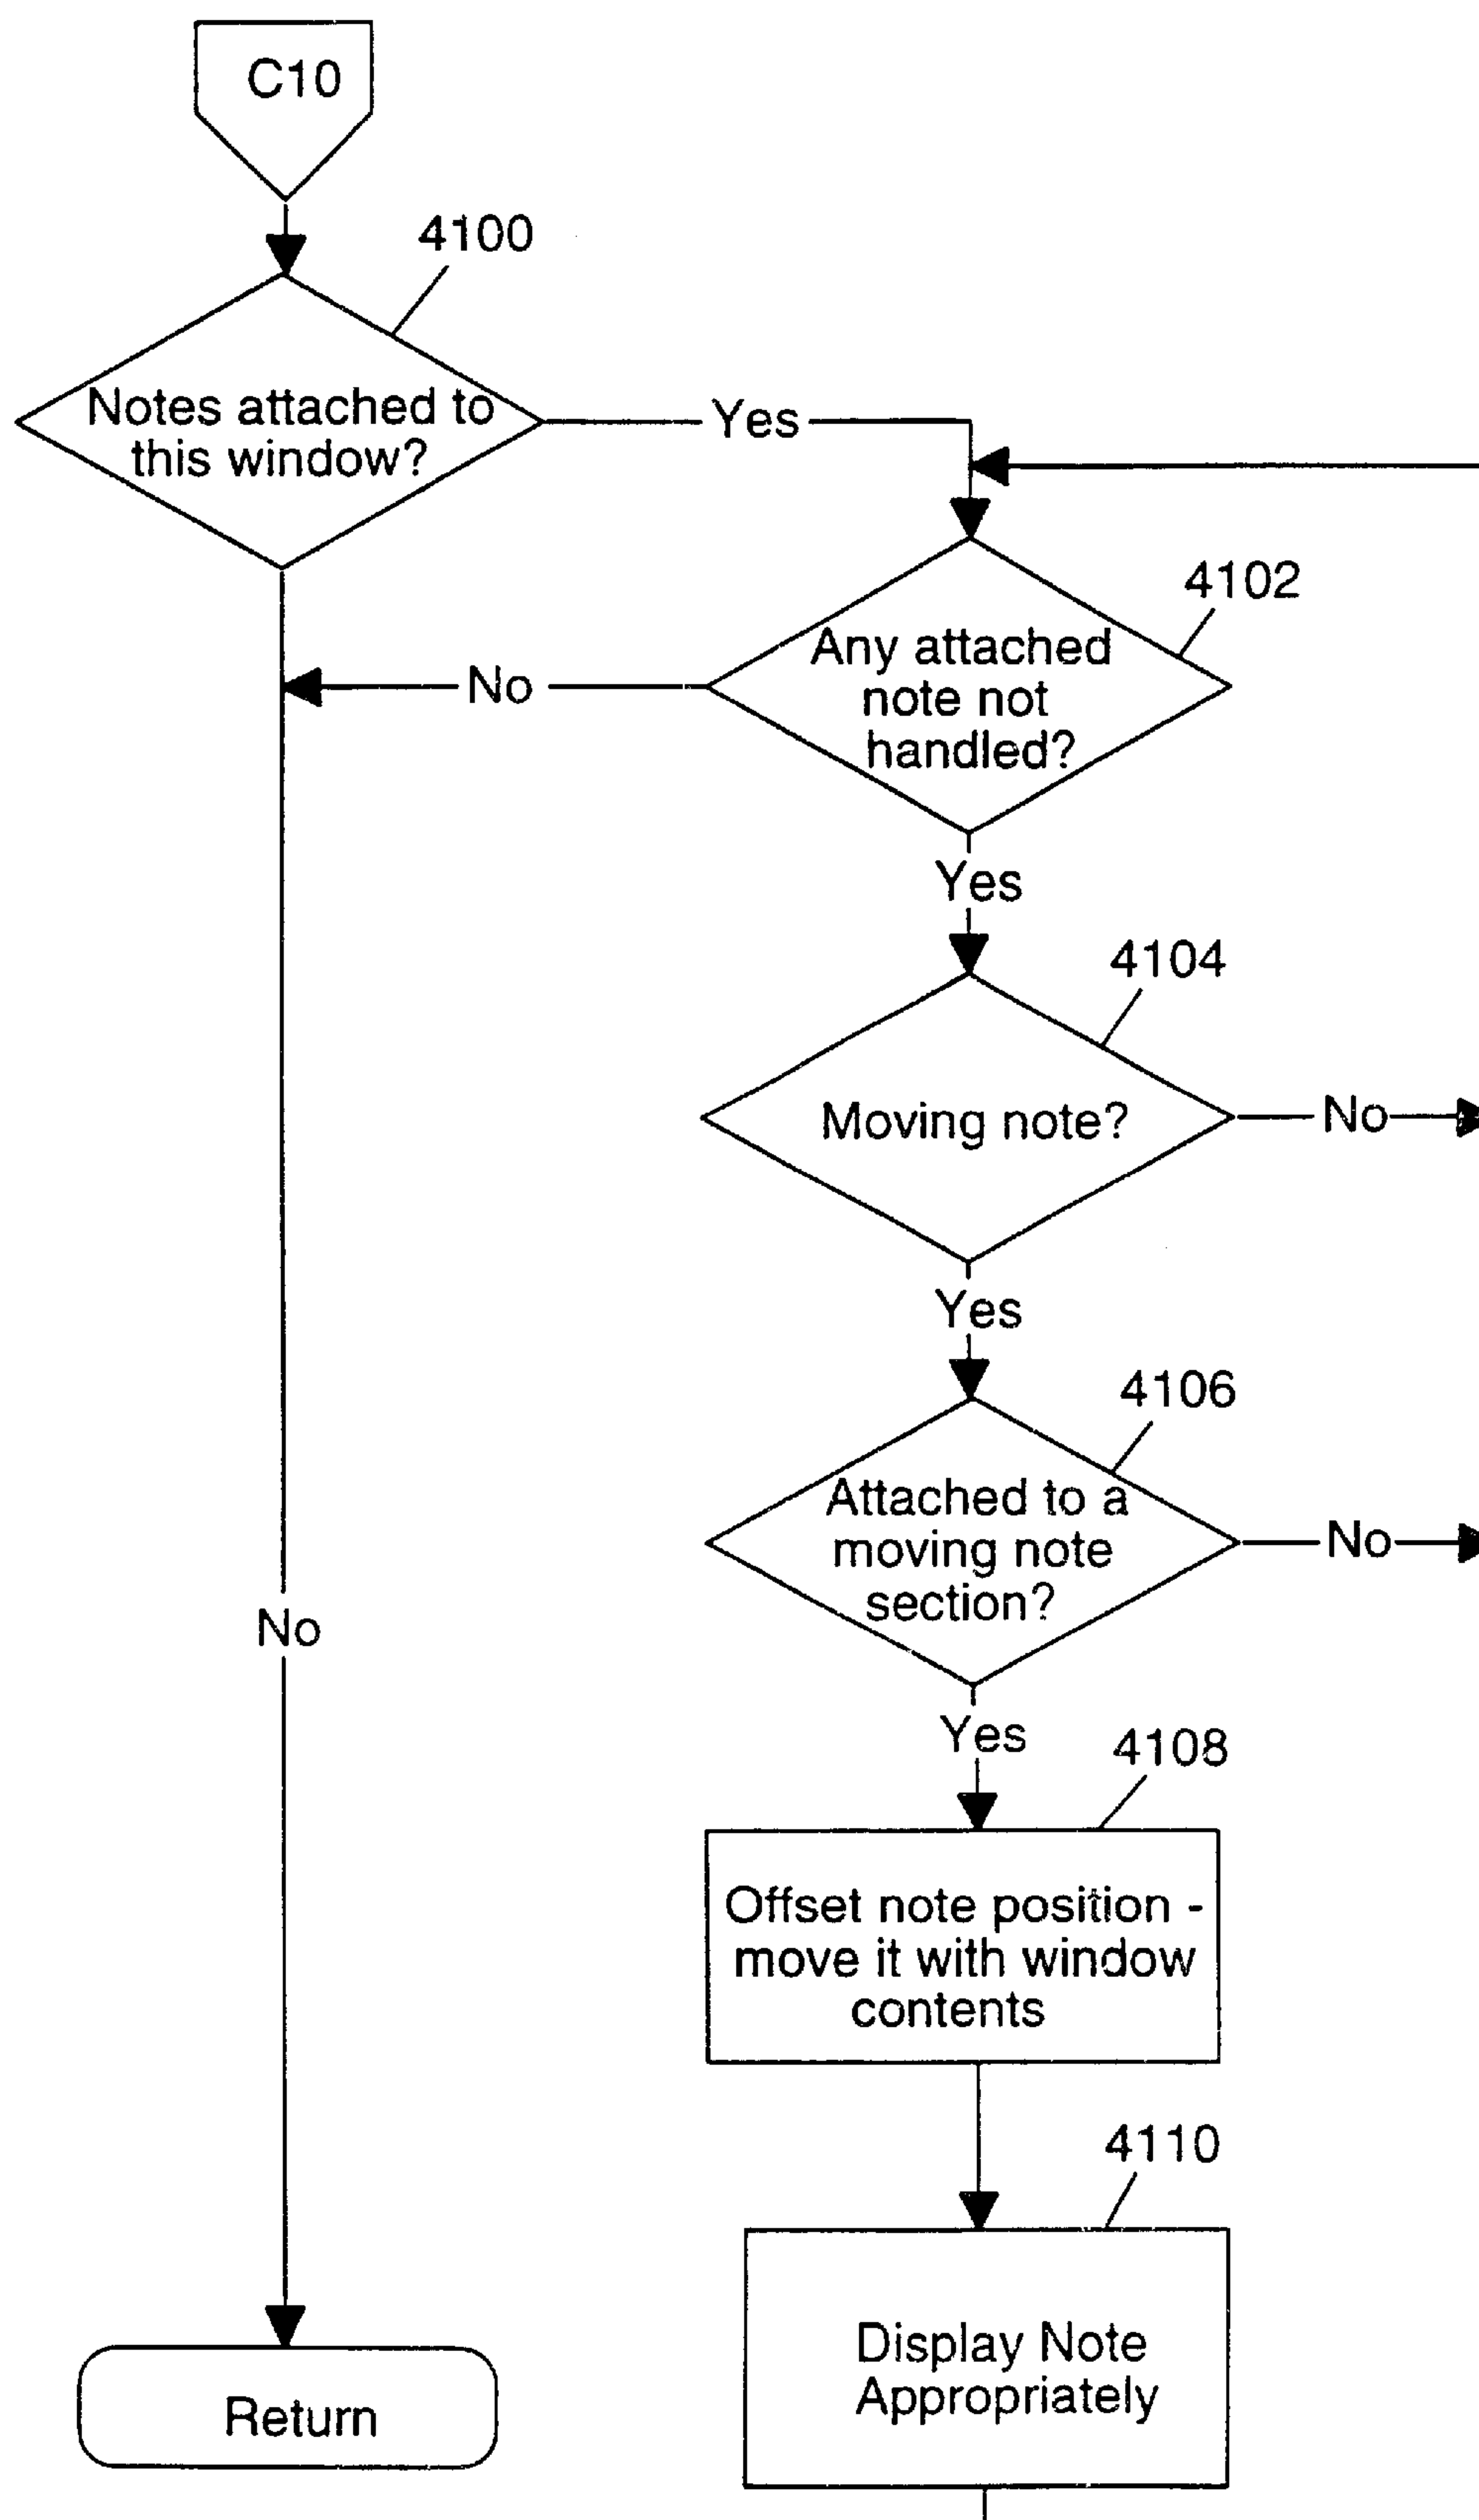 C10
4100
Notes attached to
this window?
Yes
4102
Any attached
note not
handled?
No
Yes
4104
Moving note?
No
Yes
4106
Attached to a
moving note
section?
No
No
Yes
4108
Offset note position -
move it with window
contents
4110
Display Note
Appropriately
Return